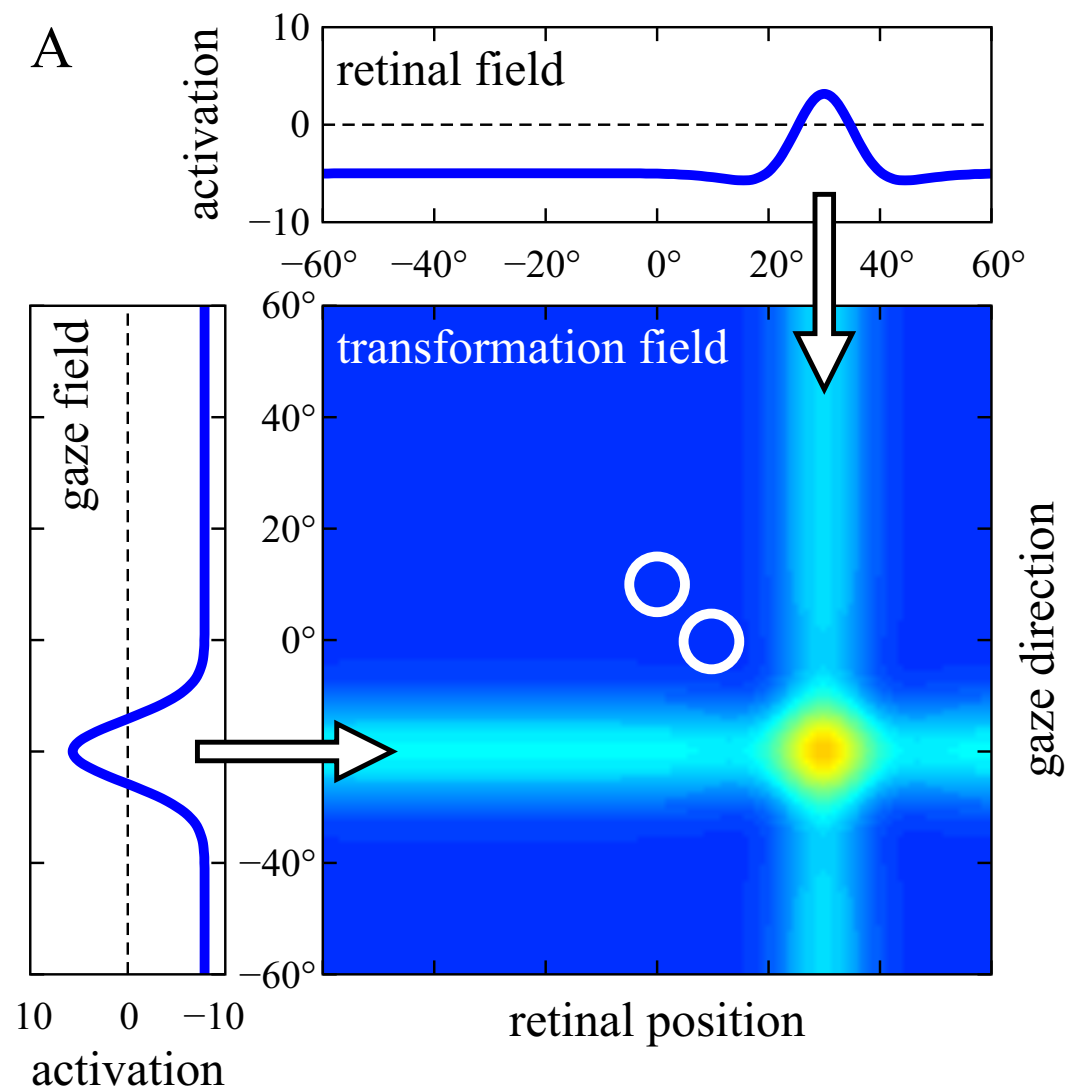 A
activation
10
0
−10
retinal field
−60° −40° −20° 0° 20° 40° 60°
gaze field
10 0 −10
activation
60°
40°
20°
0°
−40°
−60°
transformation field
retinal position
gaze direction